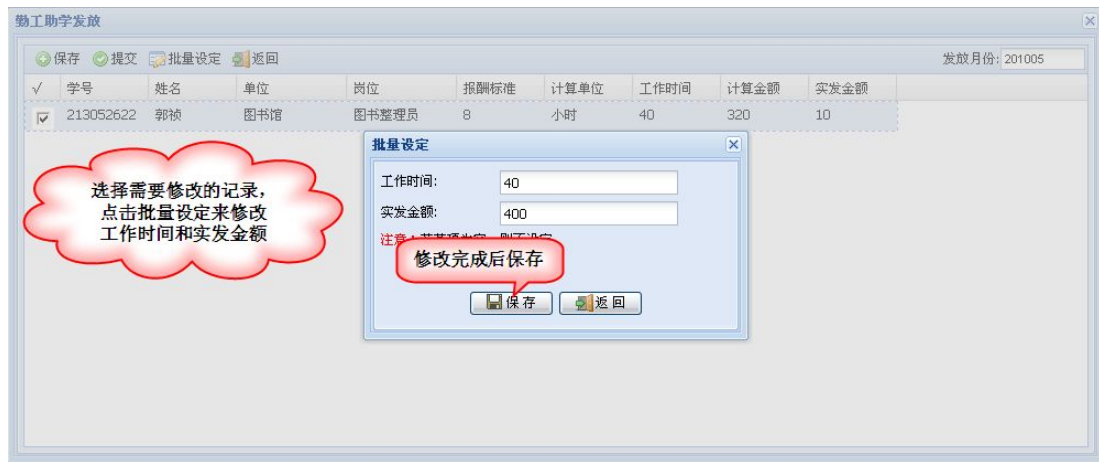 勤工助学发放
保存 提交 批量设定 返回 发放月份: 201005
√ 学号 姓名 单位 岗位 报酬标准 计算单位 工作时间 计算金额 实发金额
213052622 郭祯 图书馆 图书整理员 8 小时 40 320 10
批量设定
工作时间: 40
实发金额: 400
注意:
选择需要修改的记录，
点击批量设定来修改
工作时间和实发金额
修改完成后保存
保存 返回